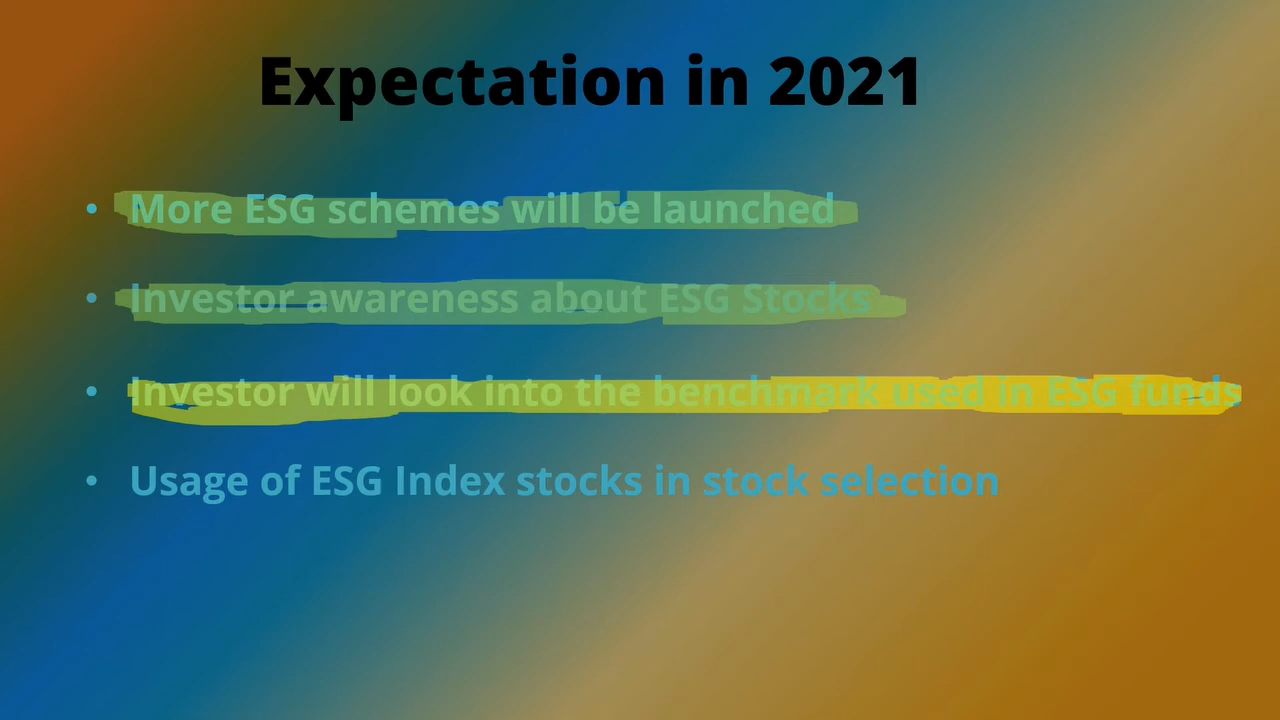 Expectation in 2021
• More ESG schemes will be launched
• Investor awareness about ESG Stocks
• Investor will look into the benchmark used in ESG funds
• Usage of ESG Index stocks in stock selection